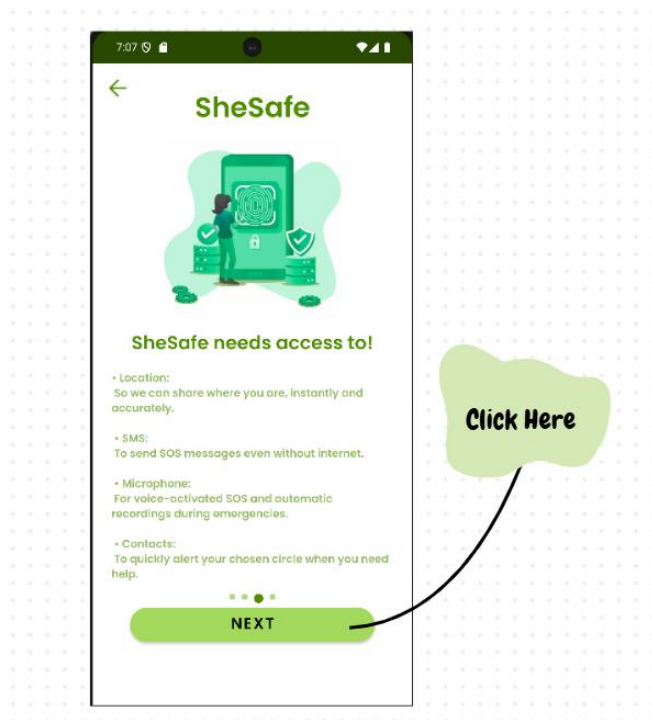 7:07
SheSafe
SheSafe needs access to!
• Location:
So we can share where you are, instantly and
accurately.
• SMS:
To send SOS messages even without internet.
• Microphone:
For voice-activated SOS and automatic
recordings during emergencies.
• Contacts:
To quickly alert your chosen circle when you need
help.
Click Here
NEXT